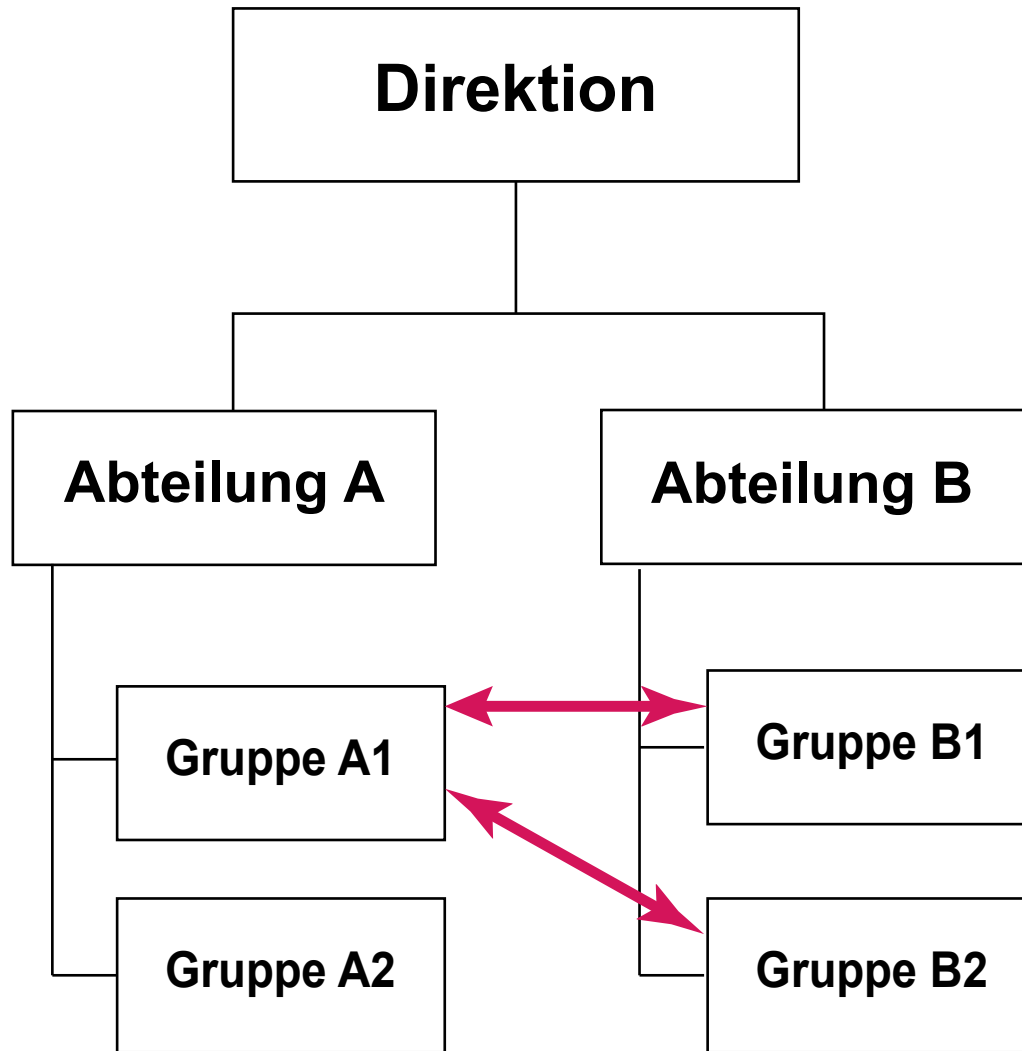 Direktion
Abteilung A
Abteilung B
Gruppe A1
Gruppe B1
Gruppe A2
Gruppe B2